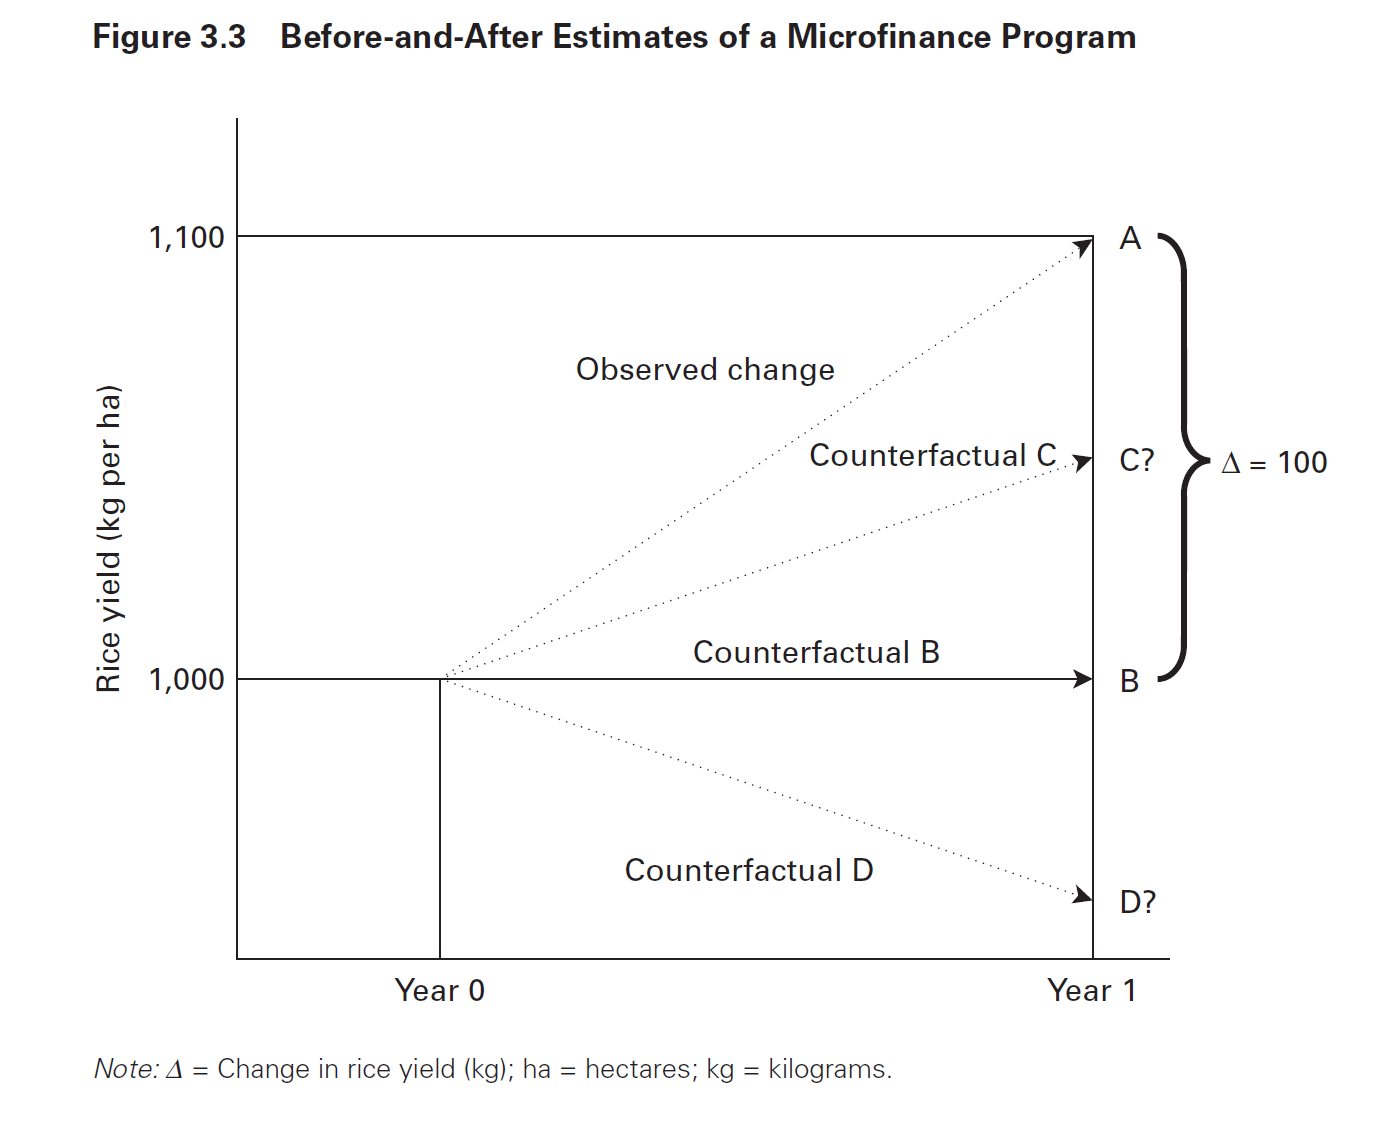 Figure 3.3 Before-and-After Estimates of a Microfinance Program
Rice yield (kg per ha)
1,100
A
Observed change
Counterfactual C
C?
Δ = 100
Counterfactual B
1,000
B
Counterfactual D
D?
Year 0
Year 1
Note: Δ = Change in rice yield (kg); ha = hectares; kg = kilograms.